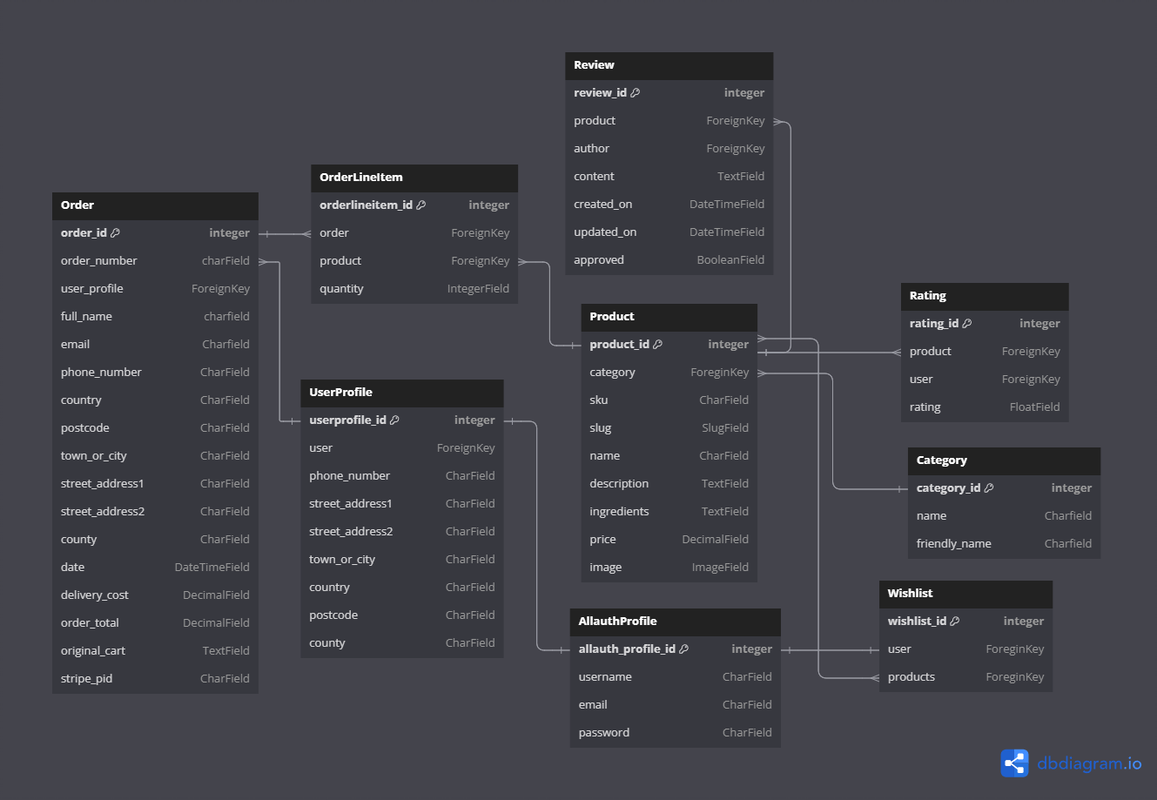 Review
review_id integer
product ForeignKey
author ForeignKey
content TextField
created_on DateTimeField
updated_on DateTimeField
approved BooleanField
OrderLineItem
orderlineitem_id integer
order ForeignKey
product ForeignKey
quantity IntegerField
Order
order_id integer
order_number charField
user_profile ForeignKey
full_name charfield
email Charfield
phone_number CharField
country CharField
postcode CharField
town_or_city CharField
street_address1 CharField
street_address2 CharField
county CharField
date DateTimeField
delivery_cost DecimalField
order_total DecimalField
original_cart TextField
stripe_pid CharField
UserProfile
userprofile_id integer
user ForeignKey
phone_number CharField
street_address1 CharField
street_address2 CharField
town_or_city CharField
country CharField
postcode CharField
county CharField
Product
product_id integer
category ForeginKey
sku CharField
slug SlugField
name CharField
description TextField
ingredients TextField
price DecimalField
image ImageField
Rating
rating_id integer
product ForeignKey
user ForeignKey
rating FloatField
Category
category_id integer
name Charfield
friendly_name Charfield
AllauthProfile
allauth_profile_id integer
username CharField
email CharField
password CharField
Wishlist
wishlist_id integer
user ForeginKey
products ForeginKey
dbdiagram.io